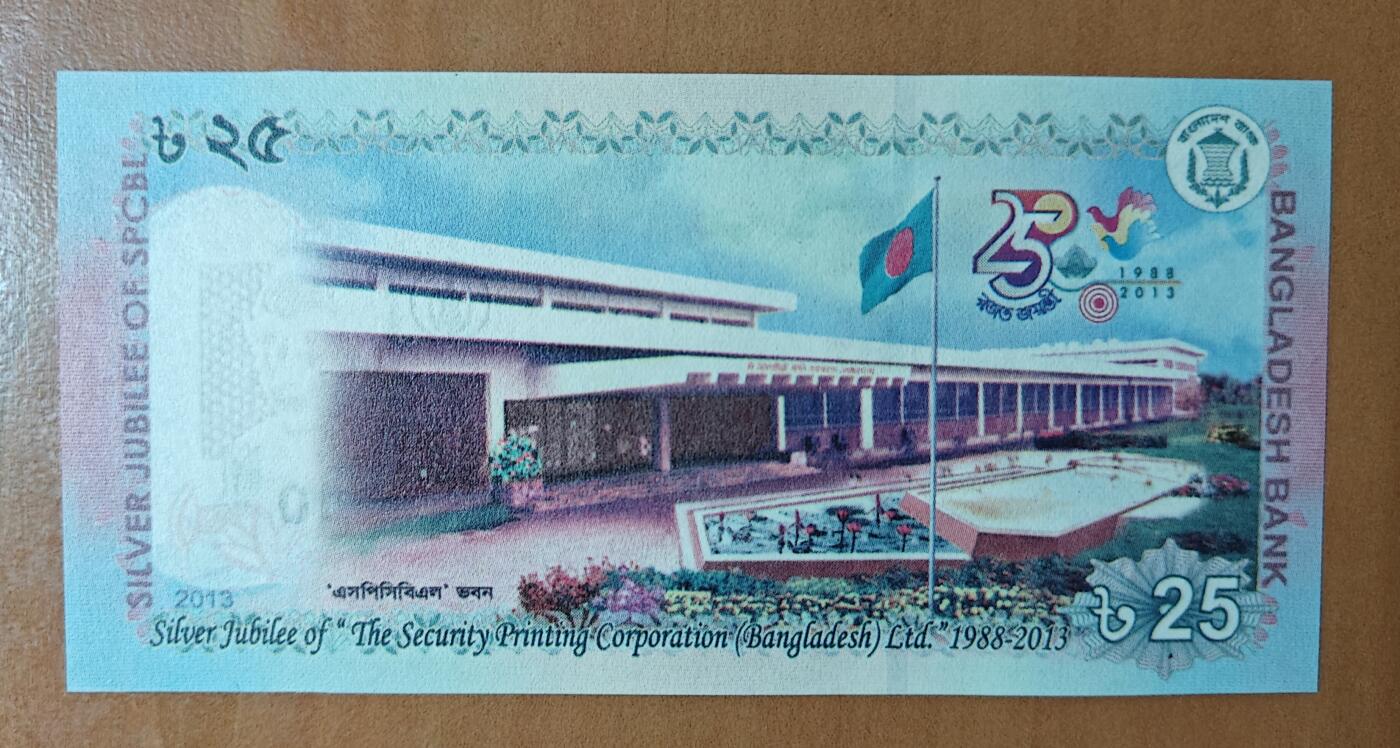 ৳ ২৫
বাংলাদেশ ব্যাংক
"SILVER JUBILEE OF SPCBL"
25
1988
2013
রজত জয়ন্তী
BANGLADESH BANK
'এসপিসিবিএল' ভবন
2013
৳ 25
Silver Jubilee of “ The Security Printing Corporation (Bangladesh) Ltd.” 1988-2013